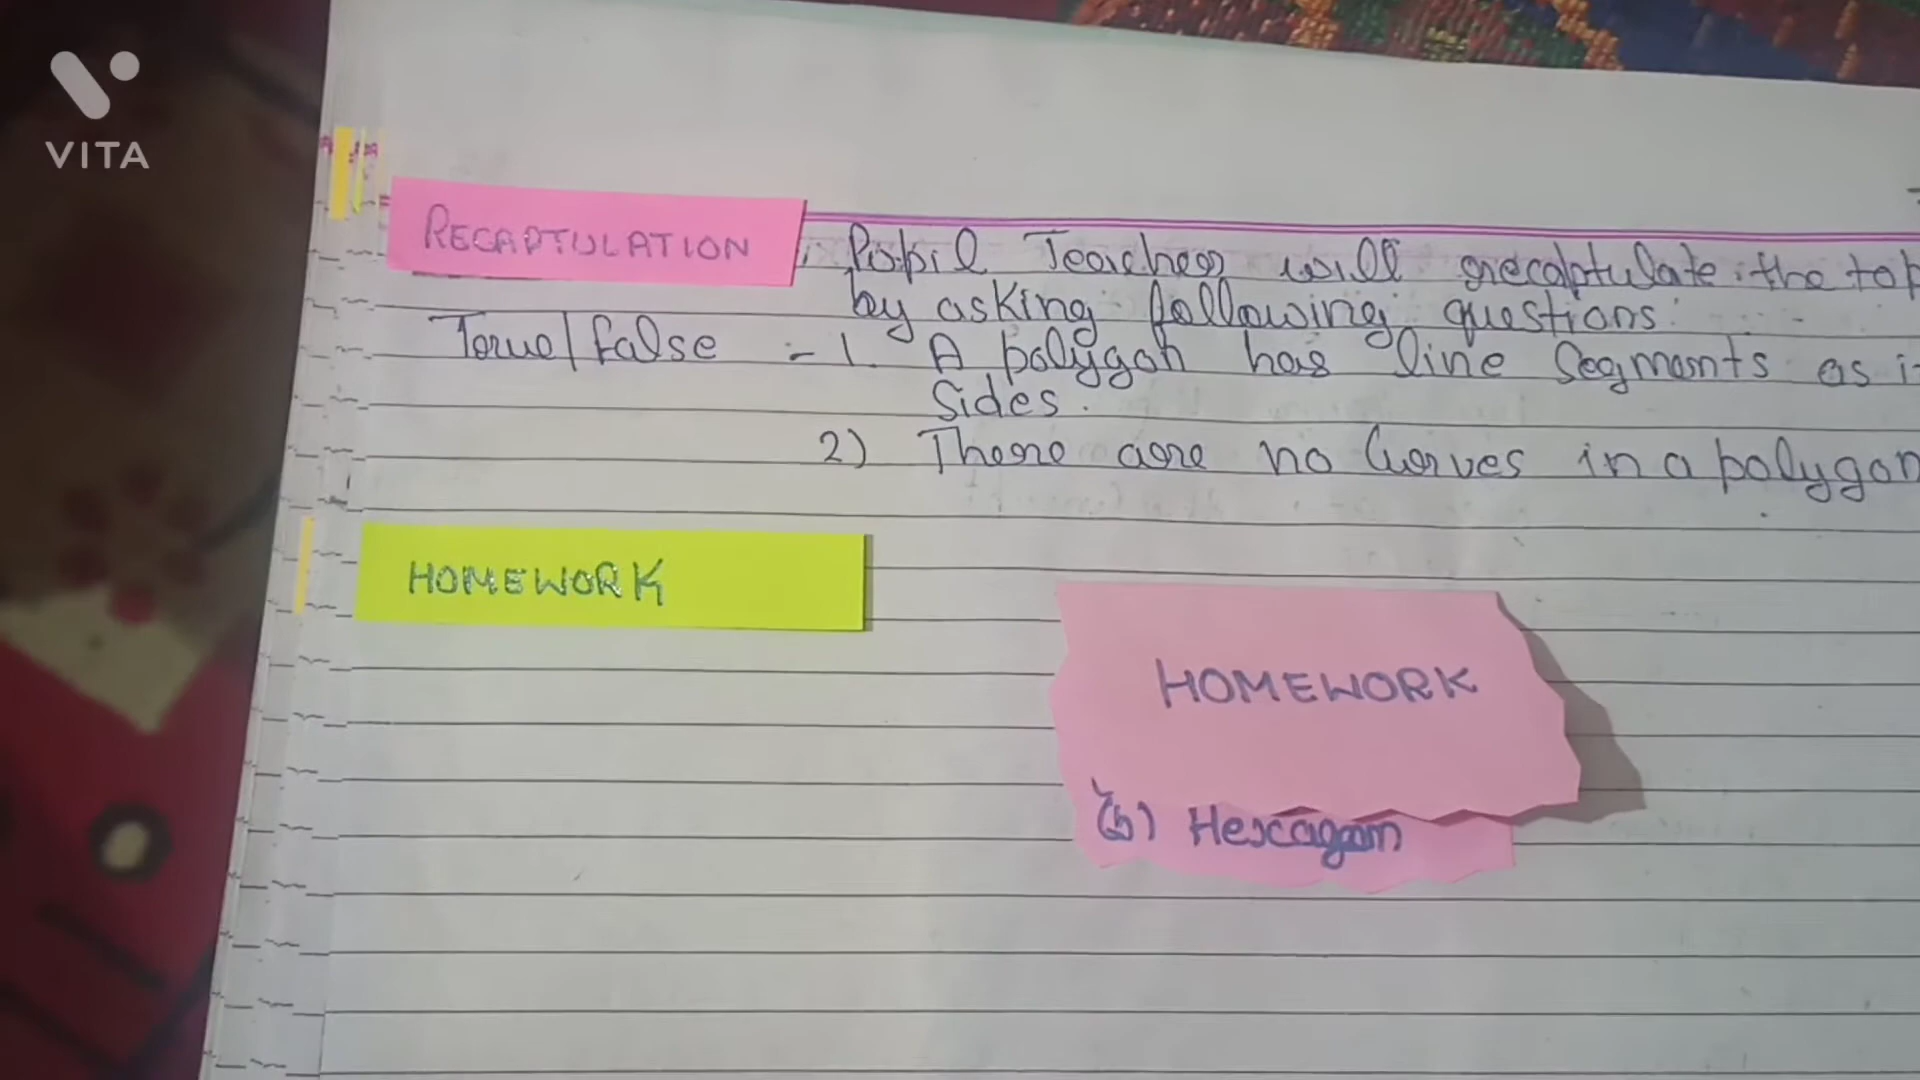 VITA
RECAPTULATION : Pupil Teacher will recaptulate the top
by asking following questions.
True/false :- 1. A polygon has line Segments as it
Sides.
2) There are no Curves in a polygon
HOMEWORK
HOMEWORK
Hexagon